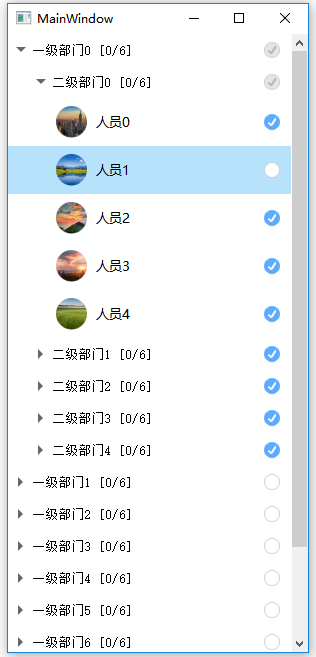 MainWindow
一级部门0 [0/6]
二级部门0 [0/6]
人员0
人员1
人员2
人员3
人员4
二级部门1 [0/6]
二级部门2 [0/6]
二级部门3 [0/6]
二级部门4 [0/6]
一级部门1 [0/6]
一级部门2 [0/6]
一级部门3 [0/6]
一级部门4 [0/6]
一级部门5 [0/6]
一级部门6 [0/6]